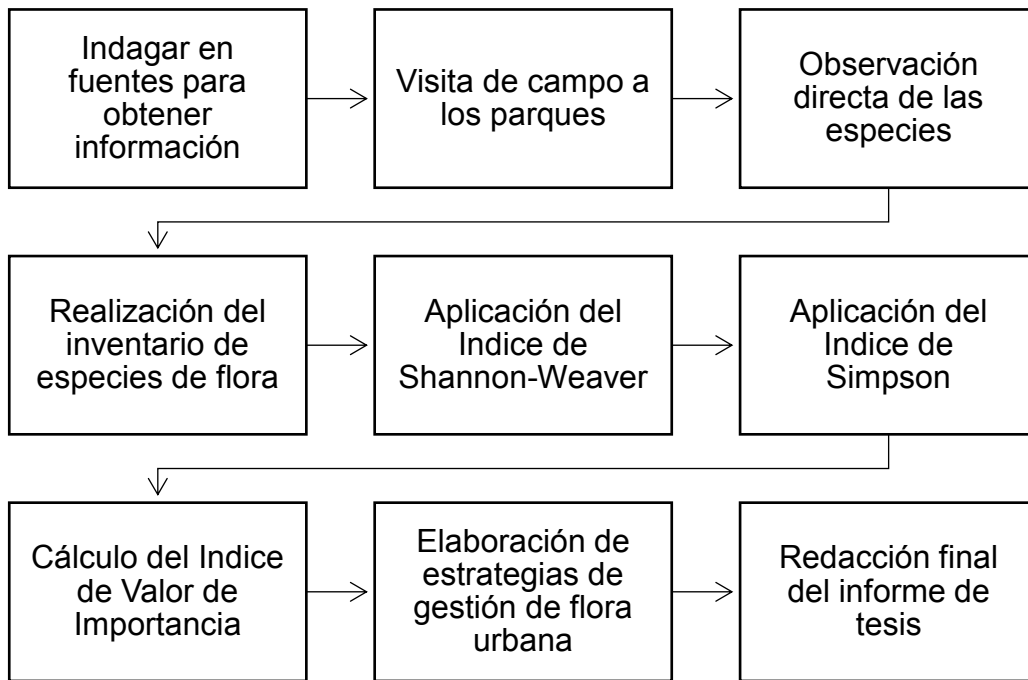 Indagar en
fuentes para
obtener
información
Visita de campo a
los parques
Observación
directa de las
especies
Realización del
inventario de
especies de flora
Aplicación del
Indice de
Shannon-Weaver
Aplicación del
Indice de
Simpson
Cálculo del Indice
de Valor de
Importancia
Elaboración de
estrategias de
gestión de flora
urbana
Redacción final
del informe de
tesis